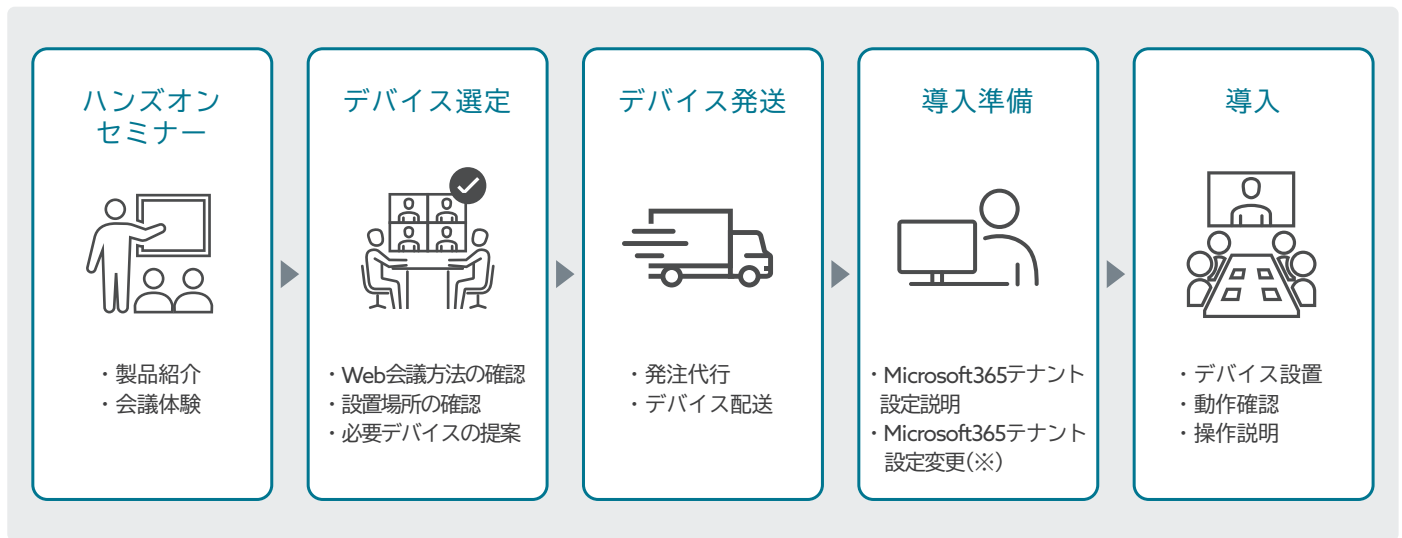 ハンズオン
セミナー
・製品紹介
・会議体験
デバイス選定
・Web会議方法の確認
・設置場所の確認
・必要デバイスの提案
デバイス発送
・発注代行
・デバイス配送
導入準備
・Microsoft365テナント
設定説明
・Microsoft365テナント
設定変更(※)
導入
・デバイス設置
・動作確認
・操作説明